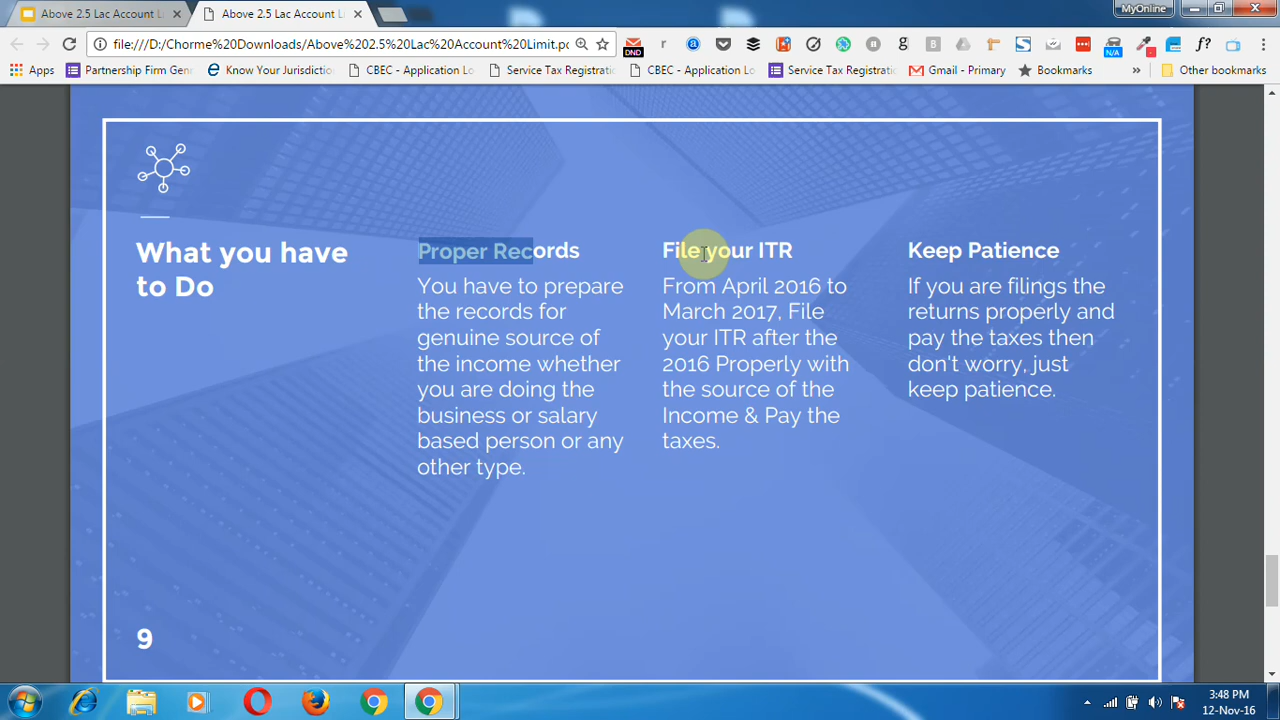 Above 2.5 Lac Account L
Above 2.5 Lac Account Lim
MyOnline
file:///D:/Chorme%20Downloads/Above%202.5%20Lac%20Account%20Limit.pc
DND
N/A
f?
Apps
Partnership Firm Gen
Know Your Jurisdictio
CBEC - Application Lo
Service Tax Registrati
CBEC - Application Lo
Service Tax Registrati
Gmail - Primary
Bookmarks
»
Other bookmarks
What you have
to Do
Proper Records
You have to prepare
the records for
genuine source of
the income whether
you are doing the
business or salary
based person or any
other type.
File your ITR
From April 2016 to
March 2017, File
your ITR after the
2016 Properly with
the source of the
Income & Pay the
taxes.
Keep Patience
If you are filings the
returns properly and
pay the taxes then
don't worry, just
keep patience.
9
3:48 PM
12-Nov-16